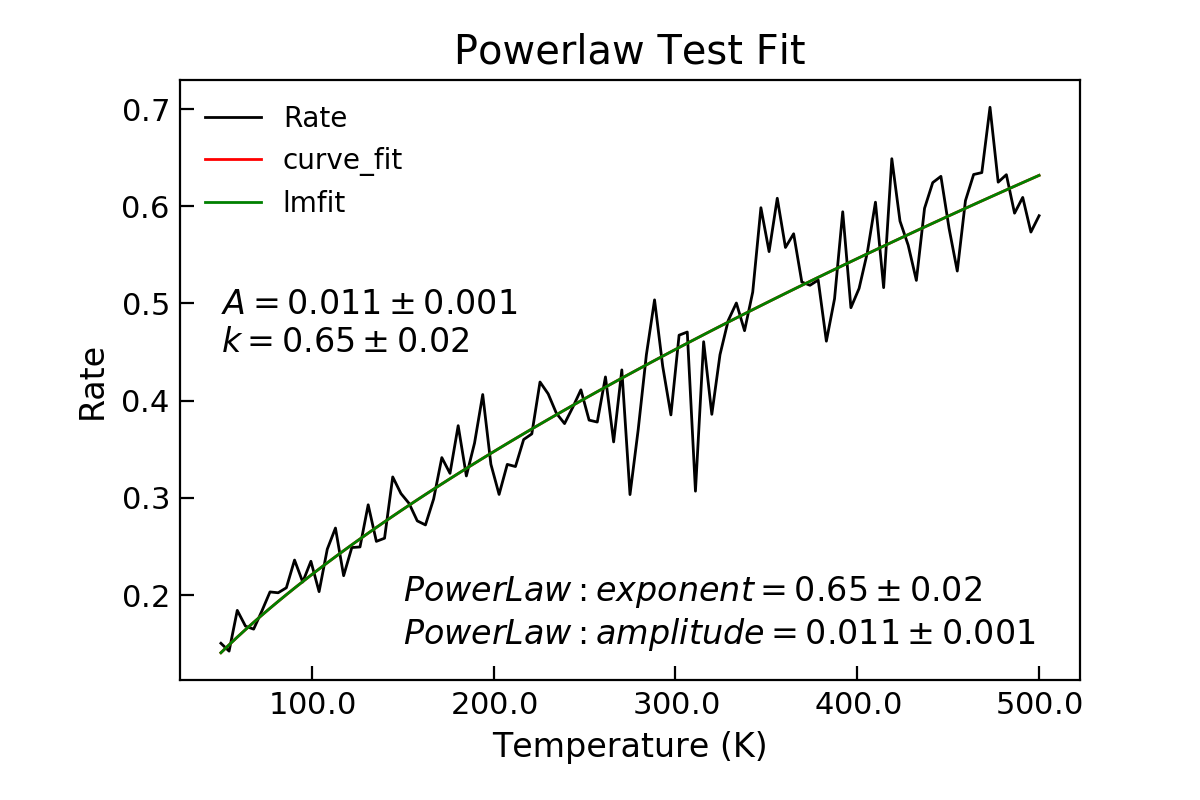 Powerlaw Test Fit
Rate
curve_fit
lmfit
A = 0.011 ± 0.001
k = 0.65 ± 0.02
PowerLaw : exponent = 0.65 ± 0.02
PowerLaw : amplitude = 0.011 ± 0.001
0.7
0.6
0.5
0.4
0.3
0.2
Rate
100.0 200.0 300.0 400.0 500.0
Temperature (K)